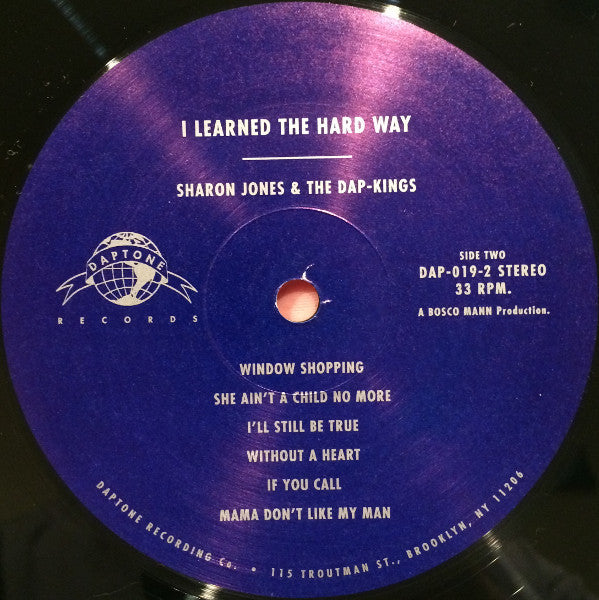 I LEARNED THE HARD WAY
SHARON JONES & THE DAP-KINGS
DAPTONE
RECORDS
SIDE TWO
DAP-019-2 STEREO
33 RPM.
A BOSCO MANN Production.
WINDOW SHOPPING
SHE AIN'T A CHILD NO MORE
I'LL STILL BE TRUE
WITHOUT A HEART
IF YOU CALL
MAMA DON'T LIKE MY MAN
DAPTONE RECORDING Co. • 115 TROUTMAN ST., BROOKLYN, NY 11206